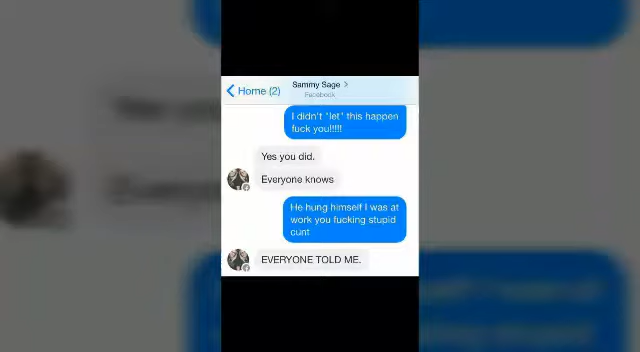 Home (2)
Sammy Sage
Facebook
I didn't 'let' this happen
fuck you!!!!!
Yes you did.
Everyone knows
He hung himself I was at
work you fucking stupid
cunt
EVERYONE TOLD ME.